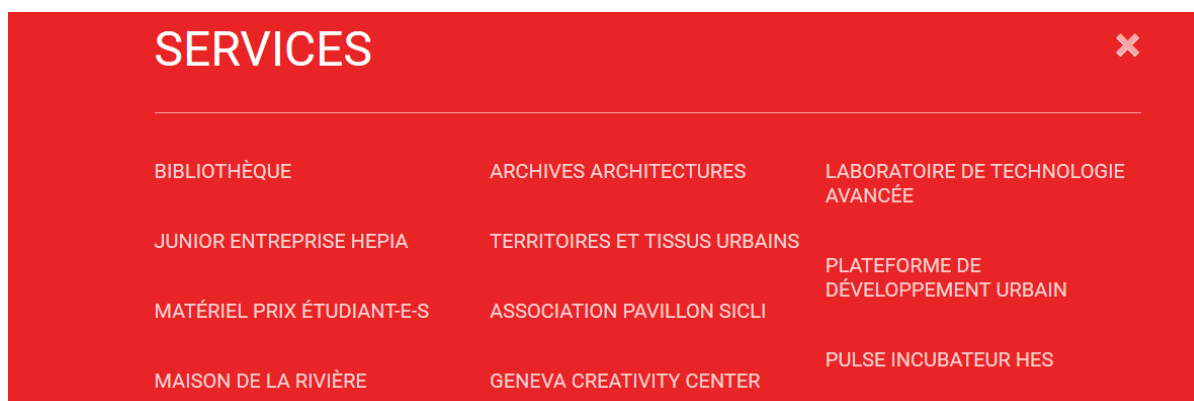 SERVICES
BIBLIOTHÈQUE
JUNIOR ENTREPRISE HEPIA
MATÉRIEL PRIX ÉTUDIANT-E-S
MAISON DE LA RIVIÈRE
ARCHIVES ARCHITECTURES
TERRITOIRES ET TISSUS URBAINS
ASSOCIATION PAVILLON SICLI
GENEVA CREATIVITY CENTER
LABORATOIRE DE TECHNOLOGIE
AVANCÉE
PLATEFORME DE
DÉVELOPPEMENT URBAIN
PULSE INCUBATEUR HES